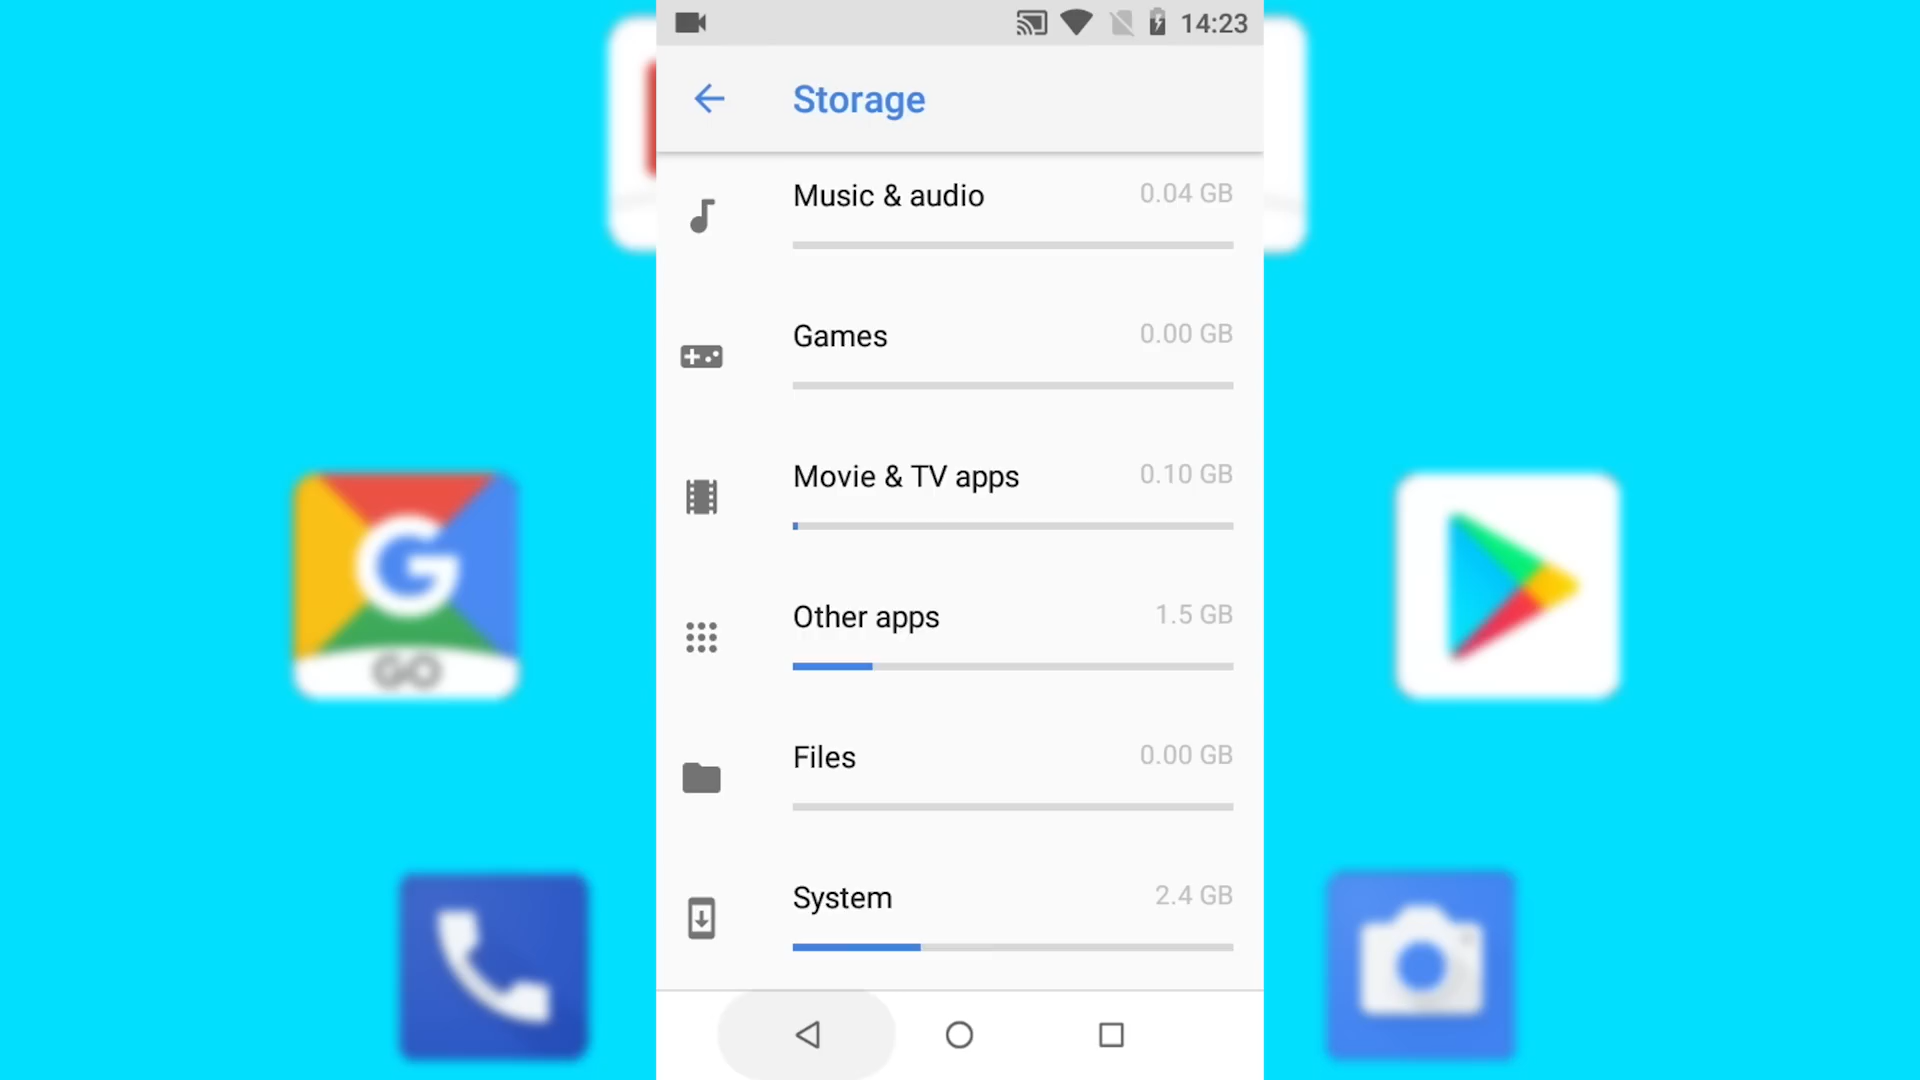 14:23
Storage
Music & audio 0.04 GB
Games 0.00 GB
Movie & TV apps 0.10 GB
Other apps 1.5 GB
Files 0.00 GB
System 2.4 GB
G
GO